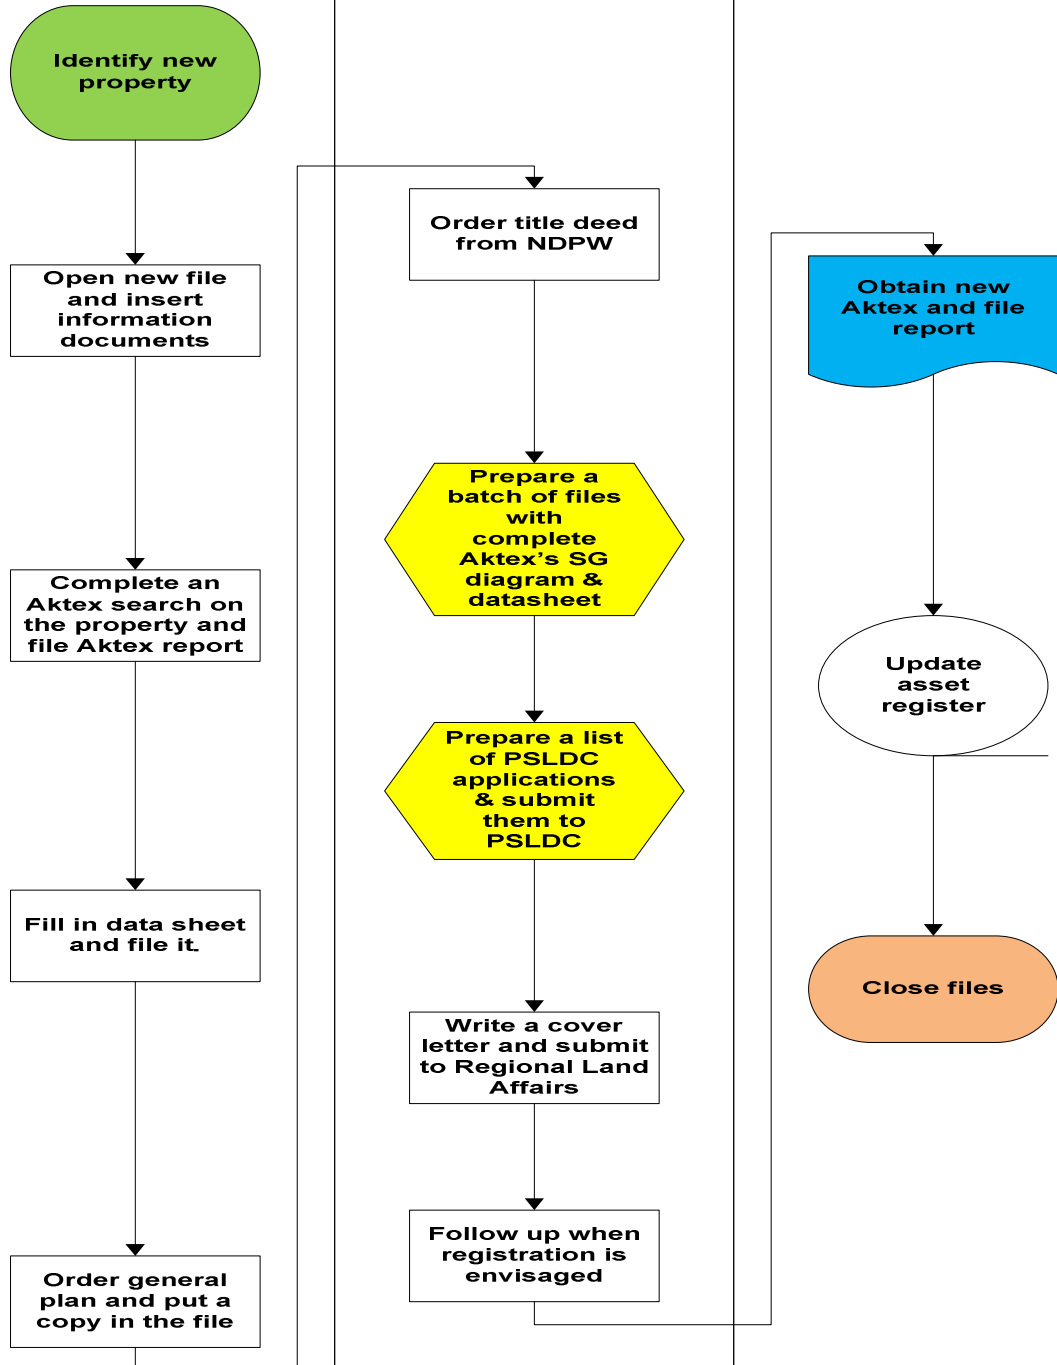 Identify new
property
Open new file
and insert
information
documents
Complete an
Aktex search on
the property and
file Aktex report
Fill in data sheet
and file it.
Order general
plan and put a
copy in the file
Order title deed
from NDPW
Prepare a
batch of files
with
complete
Aktex’s SG
diagram &
datasheet
Prepare a list
of PSLDC
applications
& submit
them to
PSLDC
Write a cover
letter and submit
to Regional Land
Affairs
Follow up when
registration is
envisaged
Obtain new
Aktex and file
report
Update
asset
register
Close files